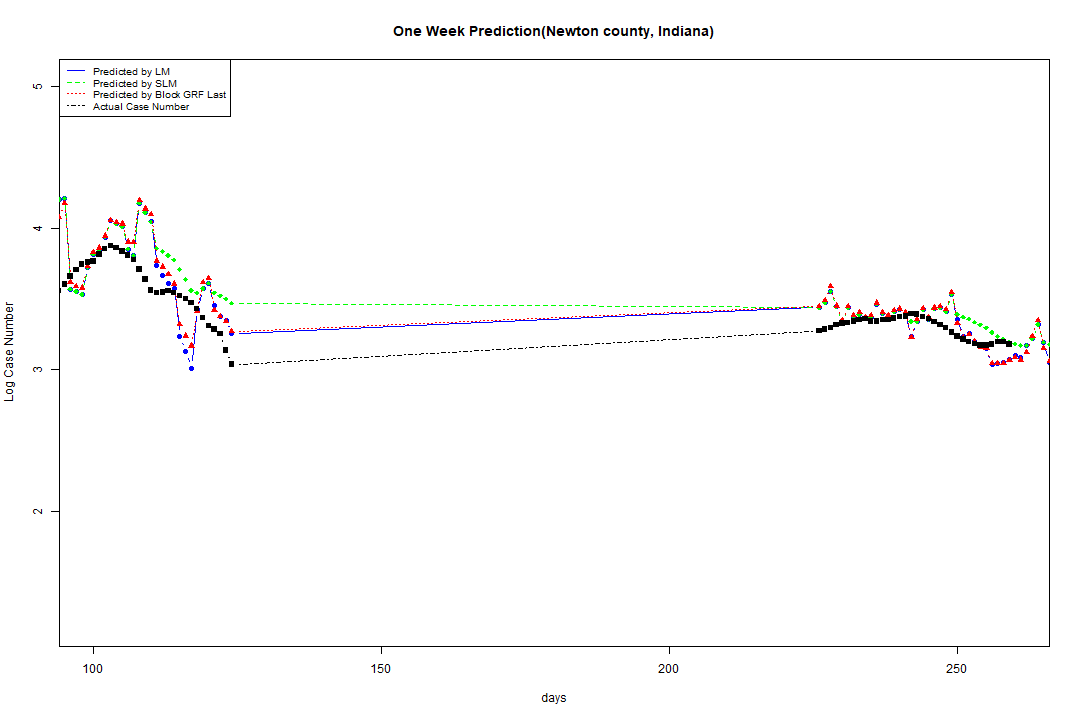 One Week Prediction(Newton county, Indiana)
Predicted by LM
Predicted by SLM
Predicted by Block GRF Last
Actual Case Number
5
4
3
2
Log Case Number
100
150
200
250
days